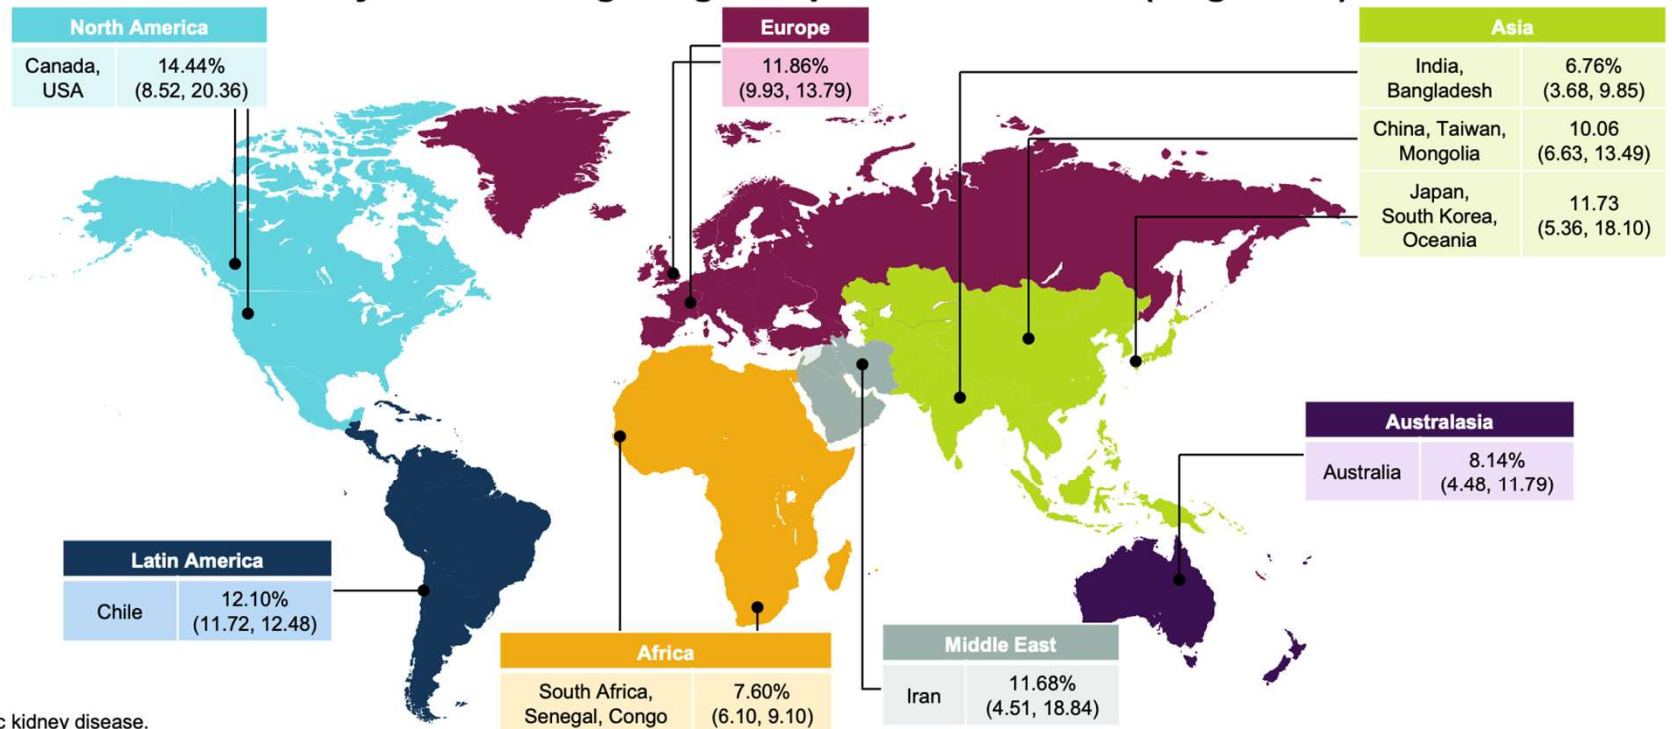 North America
Canada,
USA
14.44%
(8.52, 20.36)
Europe
11.86%
(9.93, 13.79)
Asia
India,
Bangladesh
6.76%
(3.68, 9.85)
China, Taiwan,
Mongolia
10.06
(6.63, 13.49)
Japan,
South Korea,
Oceania
11.73
(5.36, 18.10)
Australasia
Australia
8.14%
(4.48, 11.79)
Latin America
Chile
12.10%
(11.72, 12.48)
Africa
South Africa,
Senegal, Congo
7.60%
(6.10, 9.10)
Middle East
Iran
11.68%
(4.51, 18.84)
c kidney disease.